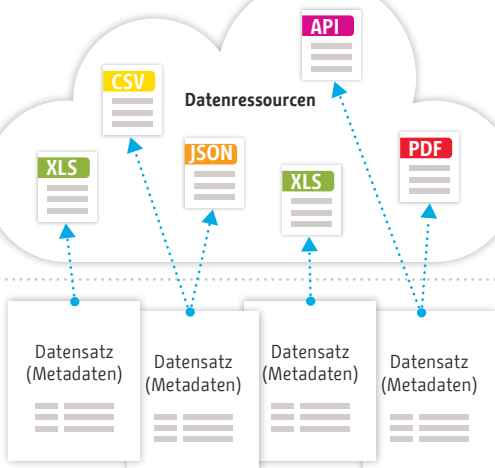 API
CSV
Datenressourcen
JSON
PDF
XLS
XLS
Datensatz
(Metadaten)
Datensatz
(Metadaten)
Datensatz
(Metadaten)
Datensatz
(Metadaten)